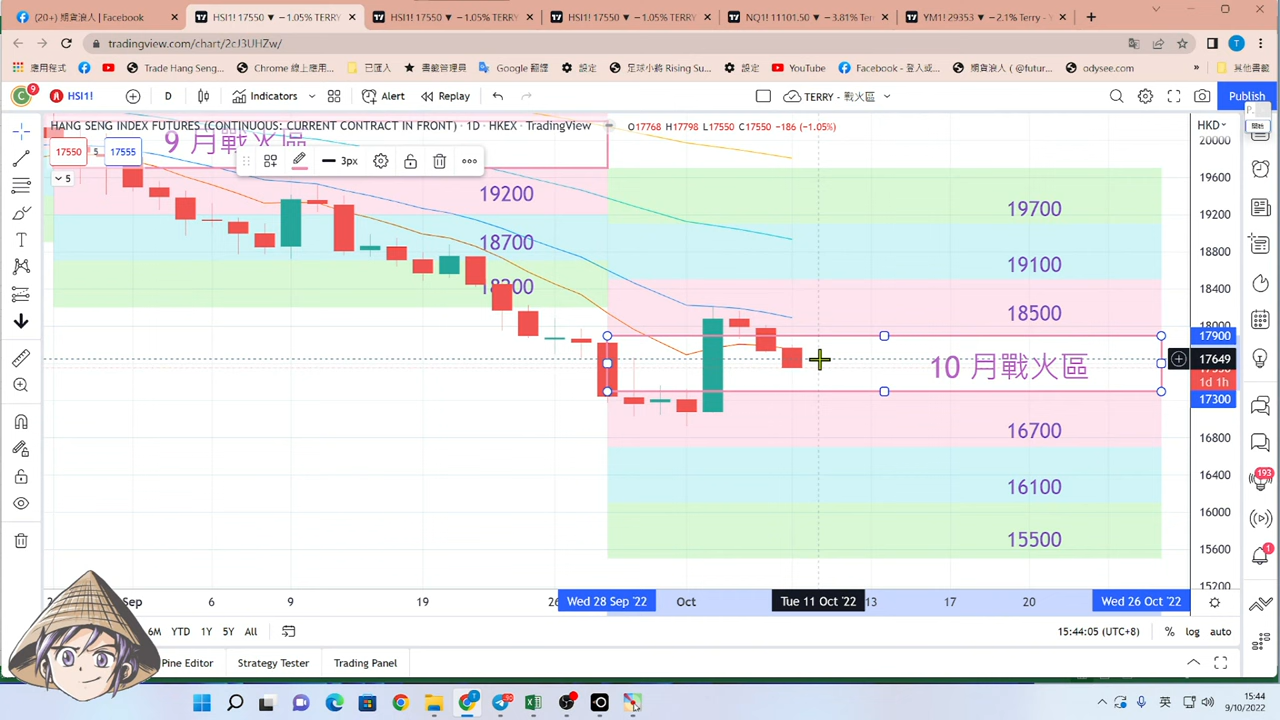 (20+) | Facebook
HSI1! 17550 ▼ −1.05% TERRY
HSI1! 17550 ▼ −1.05% TERRY
HSI1! 17550 ▼ −1.05% TERRY
NQ1! 11101.50 ▼ −3.81% Terr
YM1! 29353 ▼ −2.1% Terry -
tradingview.com/chart/2cJ3UHZw/
應用程式
Trade Hang Seng...
Chrome 線上應用...
已匯入
書籤管理員
Google 翻譯
設定
足球小將 Rising Su...
設定
YouTube
Facebook - 登入或...
期貨浪人 (@futur...
odysee.com
»
其他書籤
C 9
HSI1!
D
Indicators
Alert
Replay
TERRY - 戰火區
Publish
HANG SENG INDEX FUTURES (CONTINUOUS: CURRENT CONTRACT IN FRONT) · 1D · HKEX · TradingView
O17768 H17798 L17550 C17550 −186 (−1.05%)
HKD
開始
17550 5 17555
5
3px
9 月戰火區
19200
18700
18200
19700
19100
18500
10 月戰火區
16700
16100
15500
20000
19600
19200
18800
18400
18000
17900
17649
1d 1h
17300
16800
16400
16000
15600
15200
193
1
Sep
6
9
19
26
Wed 28 Sep '22
Oct
Tue 11 Oct '22
13
17
20
Wed 26 Oct '22
6M YTD 1Y 5Y All
15:44:05 (UTC+8)
% log auto
Pine Editor
Strategy Tester
Trading Panel
英
15:44
9/10/2022